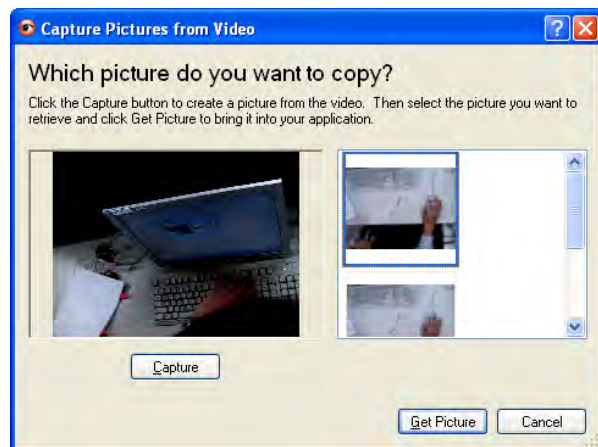 Capture Pictures from Video
Which picture do you want to copy?
Click the Capture button to create a picture from the video. Then select the picture you want to
retrieve and click Get Picture to bring it into your application.
Capture
Get Picture
Cancel